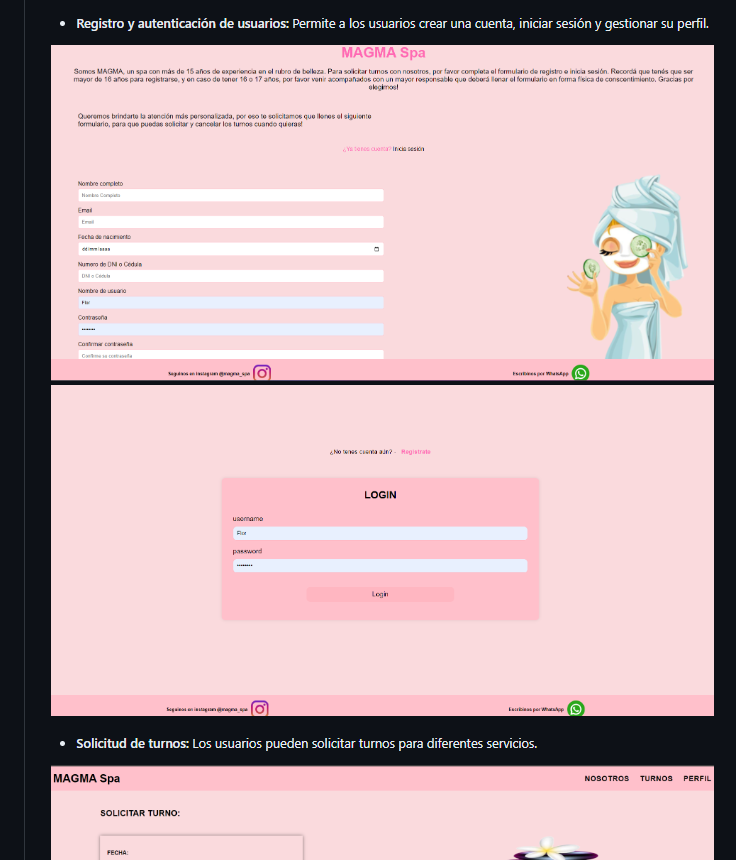 Registro y autenticación de usuarios: Permite a los usuarios crear una cuenta, iniciar sesión y gestionar su perfil.
MAGMA Spa
Somos MAGMA, un spa con más de 15 años de experiencia en el rubro de belleza. Para solicitar turnos con nosotros, por favor completa el formulario de registro e inicia sesión. Recordá que tenés que ser
mayor de 16 años para registrarse, y en caso de tener 16 o 17 años, por favor venir acompañados con un mayor responsable que deberá llenar el formulario en forma física de conscentimiento. Gracias por
elegirnos!
Queremos brindarte la atención más personalizada, por eso te solicitamos que llenes el siguiente
formulario, para que puedas solicitar y cancelar los turnos cuando quieras!
¿Ya tenes cuenta? Inicia sesión
Nombre completo
Nombre Completo
Email
Email
Fecha de nacimiento
dd/mm/aaaa
Numero de DNI o Cédula
DNI o Cédula
Nombre de usuario
Flor
Contraseña
Confirmar contraseña
Confirma su contraseña
Seguinos en Instagram @magma_spa
Escribinos por WhatsApp
¿No tenes cuenta aún? - Registrate
LOGIN
username
Flor
password
Login
Seguinos en Instagram @magma_spa
Escribinos por WhatsApp
Solicitud de turnos: Los usuarios pueden solicitar turnos para diferentes servicios.
MAGMA Spa
NOSOTROS TURNOS PERFIL
SOLICITAR TURNO:
FECHA: